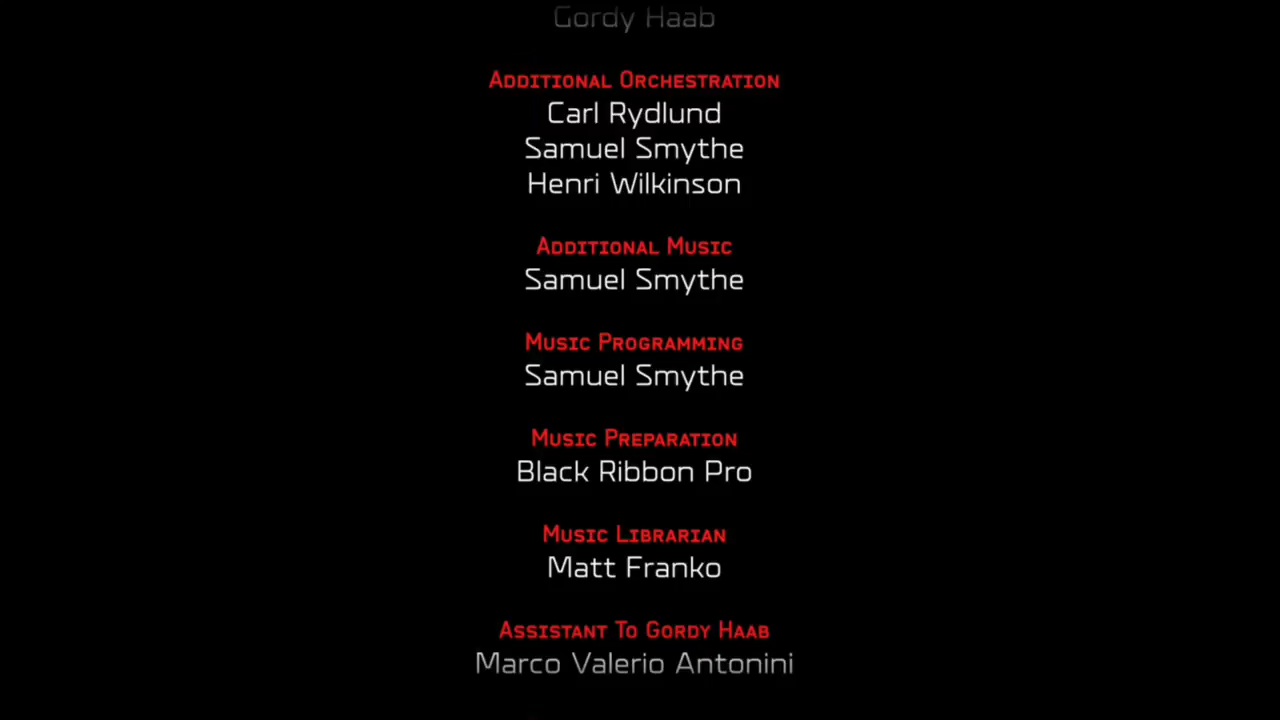 Gordy Haab
Additional Orchestration
Carl Rydlund
Samuel Smythe
Henri Wilkinson
Additional Music
Samuel Smythe
Music Programming
Samuel Smythe
Music Preparation
Black Ribbon Pro
Music Librarian
Matt Franko
Assistant To Gordy Haab
Marco Valerio Antonini